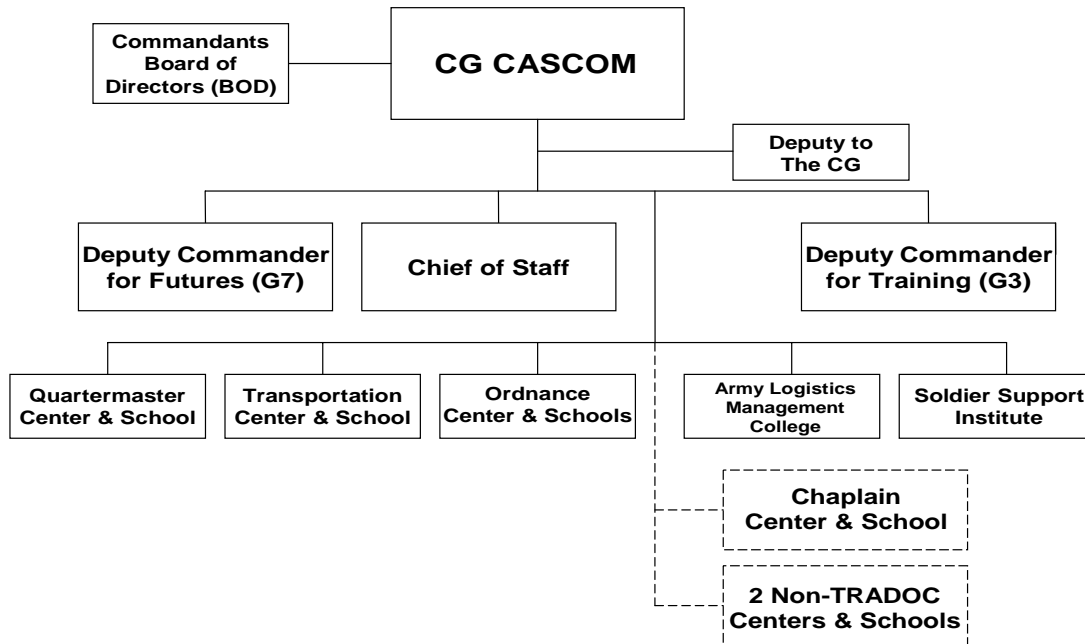 Commandants
Board of
Directors (BOD)
CG CASCOM
Deputy to
The CG
Deputy Commander
for Futures (G7)
Chief of Staff
Deputy Commander
for Training (G3)
Quartermaster
Center & School
Transportation
Center & School
Ordnance
Center & Schools
Army Logistics
Management
College
Soldier Support
Institute
Chaplain
Center & School
2 Non-TRADOC
Centers & Schools